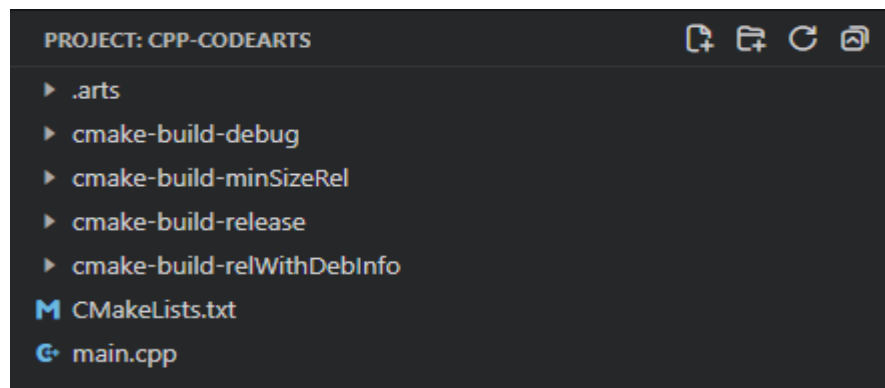 PROJECT: CPP-CODEARTS
.arts
cmake-build-debug
cmake-build-minSizeRel
cmake-build-release
cmake-build-relWithDebInfo
CMakeLists.txt
main.cpp